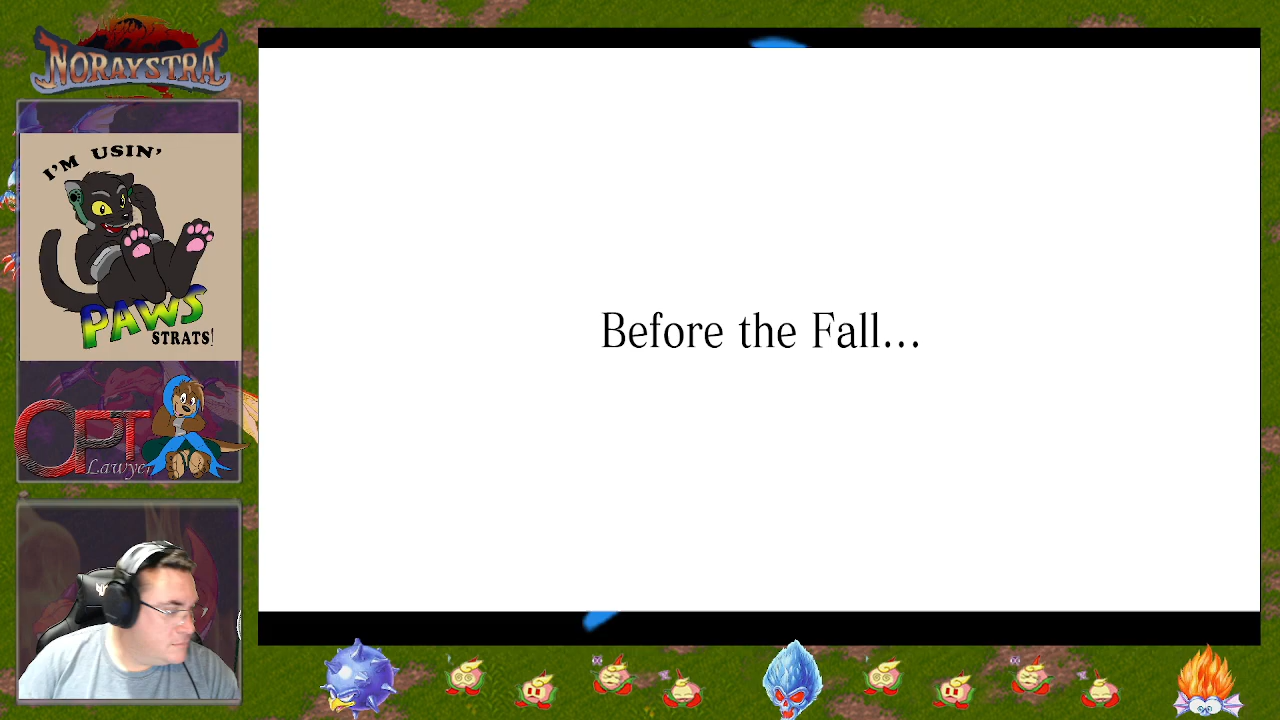 NORAYSTRA
I'M USIN'
PAWS
STRATS!
OPT
Lawyer
Before the Fall...